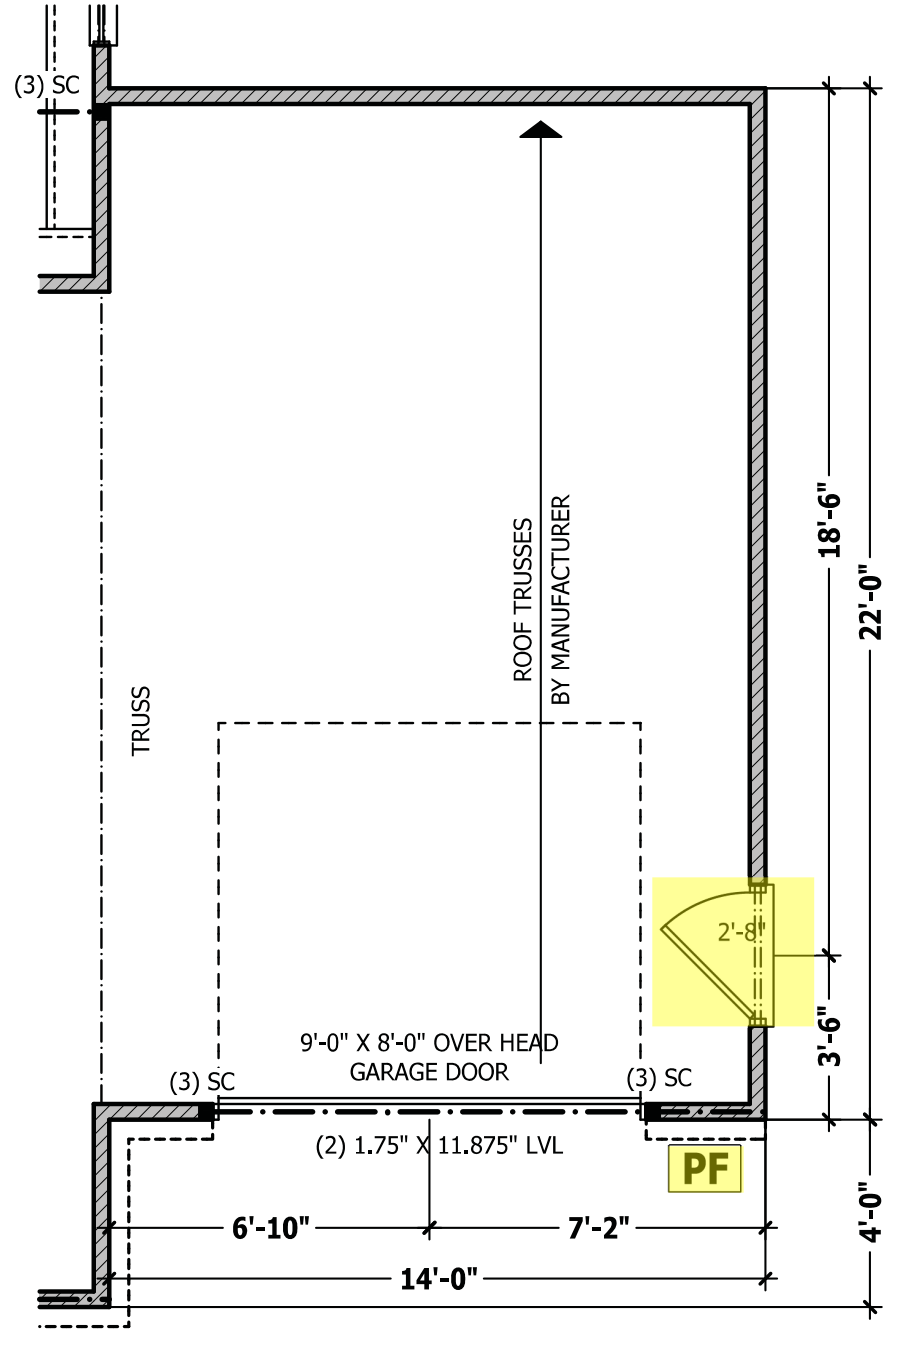 (3) SC
18'-6"
22'-0"
ROOF TRUSSES
BY MANUFACTURER
TRUSS
2'-8"
3'-6"
9'-0" X 8'-0" OVER HEAD
GARAGE DOOR
(3) SC
(3) SC
(2) 1.75" X 11.875" LVL
PF
6'-10"
7'-2"
4'-0"
14'-0"